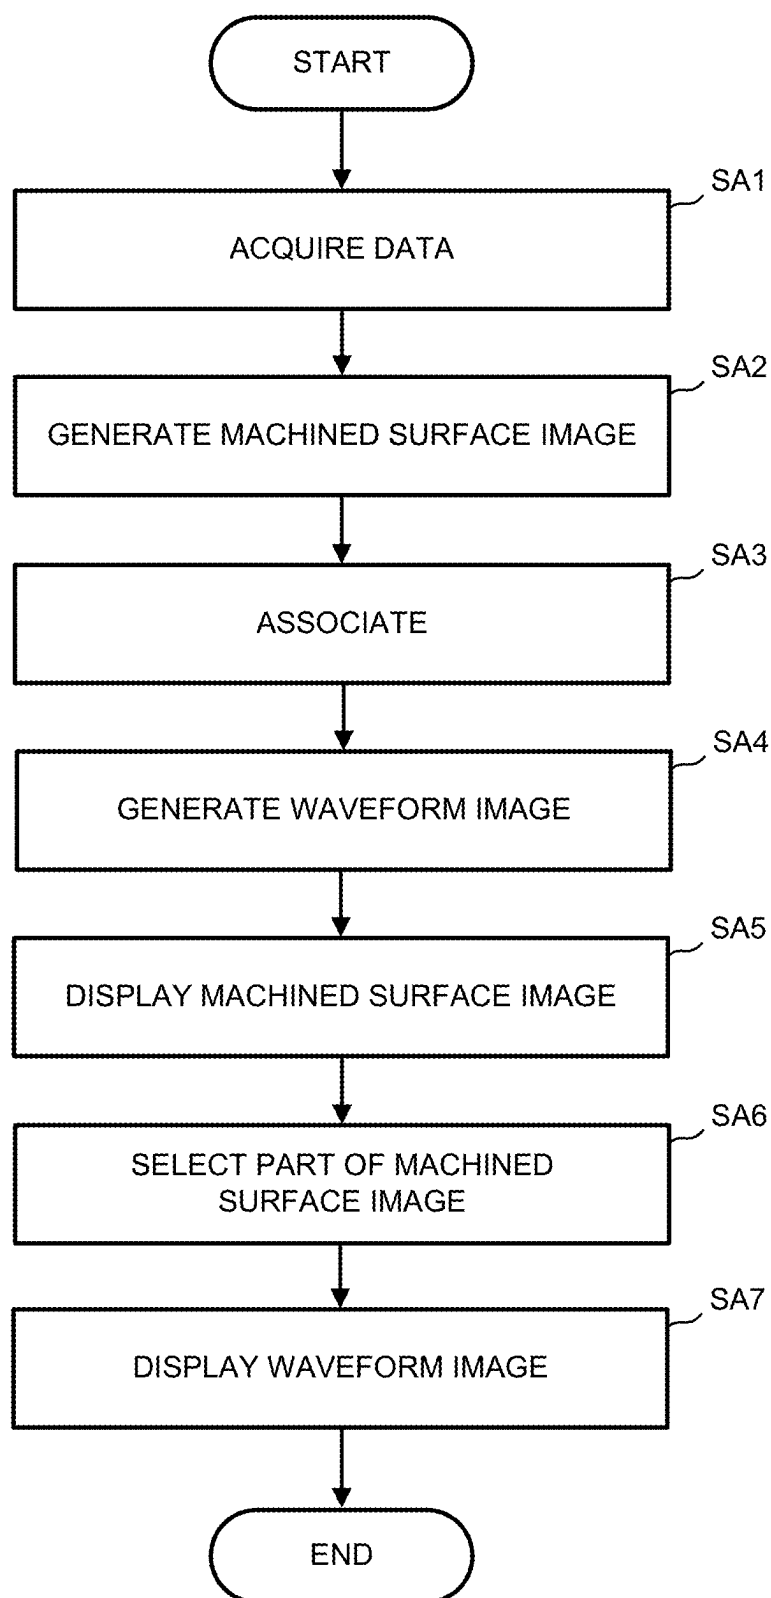 START
SA1
ACQUIRE DATA
SA2
GENERATE MACHINED SURFACE IMAGE
SA3
ASSOCIATE
SA4
GENERATE WAVEFORM IMAGE
SA5
DISPLAY MACHINED SURFACE IMAGE
SA6
SELECT PART OF MACHINED
SURFACE IMAGE
SA7
DISPLAY WAVEFORM IMAGE
END